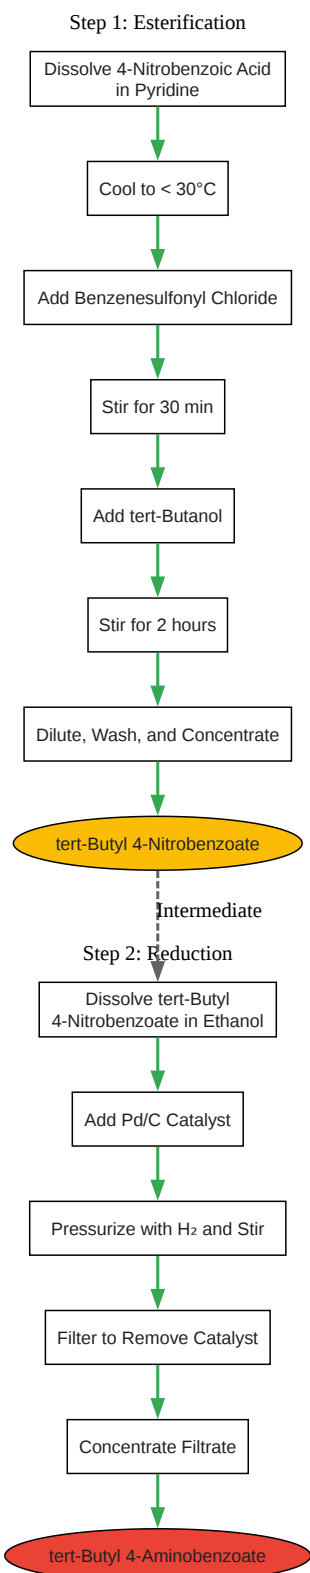 Step 1: Esterification
Dissolve 4-Nitrobenzoic Acid
in Pyridine
Cool to < 30°C
Add Benzenesulfonyl Chloride
Stir for 30 min
Add tert-Butanol
Stir for 2 hours
Dilute, Wash, and Concentrate
tert-Butyl 4-Nitrobenzoate
Intermediate
Step 2: Reduction
Dissolve tert-Butyl
4-Nitrobenzoate in Ethanol
Add Pd/C Catalyst
Pressurize with H₂ and Stir
Filter to Remove Catalyst
Concentrate Filtrate
tert-Butyl 4-Aminobenzoate